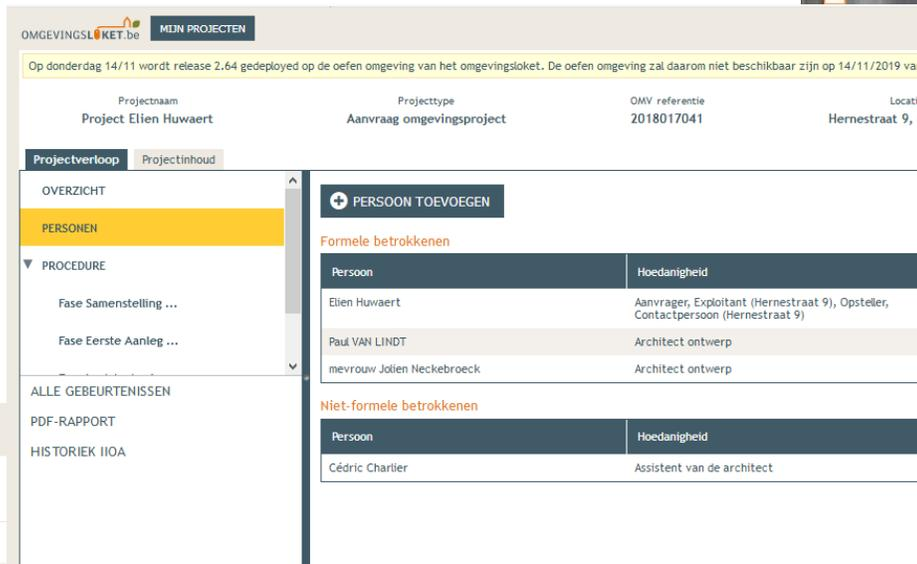 OMGEVINGSLOKET.be
MIJN PROJECTEN
Op donderdag 14/11 wordt release 2.64 gedeployed op de oefen omgeving van het omgevingsloket. De oefen omgeving zal daarom niet beschikbaar zijn op 14/11/2019 va
Projectnaam Projecttype OMV referentie Locati
Project Elien Huwaert Aanvraag omgevingsproject 2018017041 Hernestraat 9,
Projectverloop Projectinhoud
OVERZICHT
PERSONEN
PROCEDURE
Fase Samenstelling ...
Fase Eerste Aanleg ...
ALLE GEBEURTENISSEN
PDF-RAPPORT
HISTORIEK IIOA
PERSOON TOEVOEGEN
Formele betrokkenen
Persoon Hoedanigheid
Elien Huwaert Aanvrager, Exploitant (Hernestraat 9), Opsteller,
Contactpersoon (Hernestraat 9)
Paul VAN LINDT Architect ontwerp
mevrouw Jolien Neckebroeck Architect ontwerp
Niet-formele betrokkenen
Persoon Hoedanigheid
Cédric Charlier Assistent van de architect